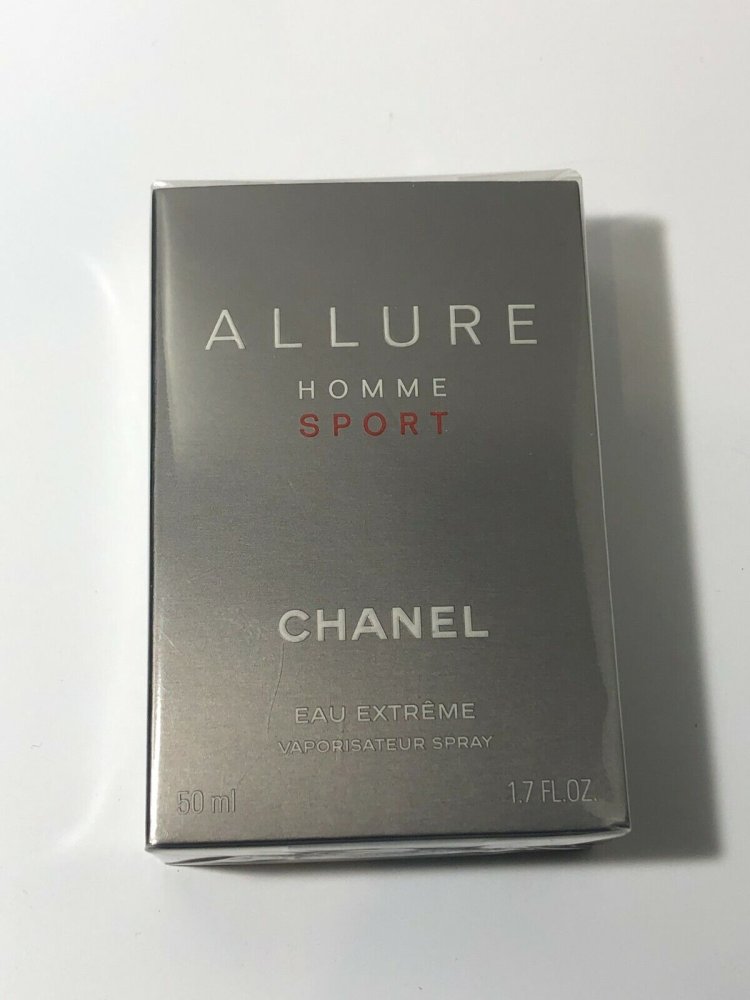 ALLURE
HOMME
SPORT
CHANEL
EAU EXTRÊME
VAPORISATEUR SPRAY
50 ml 1.7 FL.OZ.